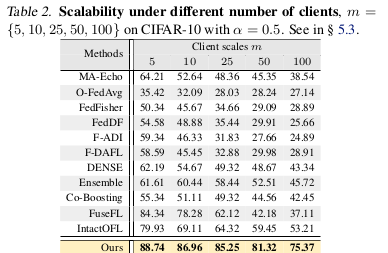 Table 2. Scalability under different number of clients, m =
{5, 10, 25, 50, 100} on CIFAR-10 with α = 0.5. See in § 5.3.
Methods Client scales m
5 10 25 50 100
MA-Echo 64.21 52.64 48.36 45.35 38.54
O-FedAvg 35.42 32.09 28.03 28.24 27.14
FedFisher 50.34 45.67 34.66 29.09 28.89
FedDF 54.58 48.88 35.44 29.91 25.66
F-ADI 59.34 46.33 31.83 27.66 24.89
F-DAFL 58.59 45.45 32.88 29.98 28.91
DENSE 62.19 54.67 49.32 48.67 43.34
Ensemble 61.61 60.44 58.44 52.51 45.72
Co-Boosting 55.34 51.11 49.32 44.56 42.45
FuseFL 84.34 78.28 62.12 42.18 37.11
IntactOFL 79.93 69.11 64.32 59.45 53.21
Ours 88.74 86.96 85.25 81.32 75.37